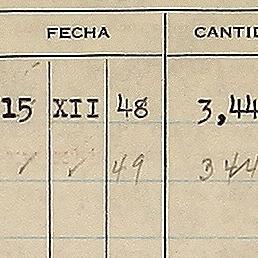 FECHA CANTID
15 XII 48 3,44
✓ ✓ 49 344